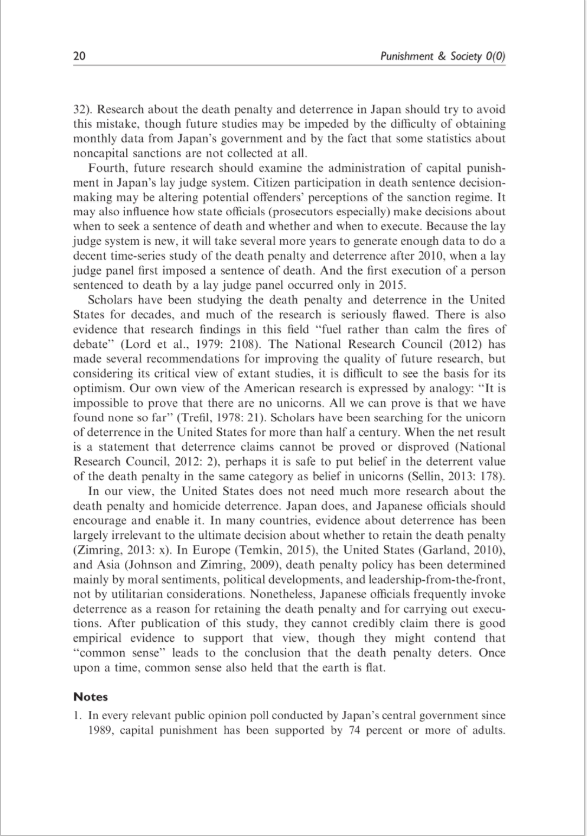 20
Punishment & Society 0(0)
32). Research about the death penalty and deterrence in Japan should try to avoid
this mistake, though future studies may be impeded by the difficulty of obtaining
monthly data from Japan's government and by the fact that some statistics about
noncapital sanctions are not collected at all.
Fourth, future research should examine the administration of capital punish-
ment in Japan's lay judge system. Citizen participation in death sentence decision-
making may be altering potential offenders' perceptions of the sanction regime. It
may also influence how state officials (prosecutors especially) make decisions about
when to seek a sentence of death and whether and when to execute. Because the lay
judge system is new, it will take several more years to generate enough data to do a
decent time-series study of the death penalty and deterrence after 2010, when a lay
judge panel first imposed a sentence of death. And the first execution of a person
sentenced to death by a lay judge panel occurred only in 2015.
Scholars have been studying the death penalty and deterrence in the United
States for decades, and much of the research is seriously flawed. There is also
evidence that research findings in this field "fuel rather than calm the fires of
debate" (Lord et al., 1979: 2108). The National Research Council (2012) has
made several recommendations for improving the quality of future research, but
considering its critical view of extant studies, it is difficult to see the basis for its
optimism. Our own view of the American research is expressed by analogy: "It is
impossible to prove that there are no unicorns. All we can prove is that we have
found none so far" (Trefil, 1978: 21). Scholars have been searching for the unicorn
of deterrence in the United States for more than half a century. When the net result
is a statement that deterrence claims cannot be proved or disproved (National
Research Council, 2012: 2), perhaps it is safe to put belief in the deterrent value
of the death penalty in the same category as belief in unicorns (Sellin, 2013: 178).
In our view, the United States does not need much more research about the
death penalty and homicide deterrence. Japan does, and Japanese officials should
encourage and enable it. In many countries, evidence about deterrence has been
largely irrelevant to the ultimate decision about whether to retain the death penalty
(Zimring, 2013: x). In Europe (Temkin, 2015), the United States (Garland, 2010),
and Asia (Johnson and Zimring, 2009), death penalty policy has been determined
mainly by moral sentiments, political developments, and leadership-from-the-front,
not by utilitarian considerations. Nonetheless, Japanese officials frequently invoke
deterrence as a reason for retaining the death penalty and for carrying out execu-
tions. After publication of this study, they cannot credibly claim there is good
empirical evidence to support that view, though they might contend that
"common sense" leads to the conclusion that the death penalty deters. Once
upon a time, common sense also held that the earth is flat.
Notes
1. In every relevant public opinion poll conducted by Japan's central government since
1989, capital punishment has been supported by 74 percent or more of adults.